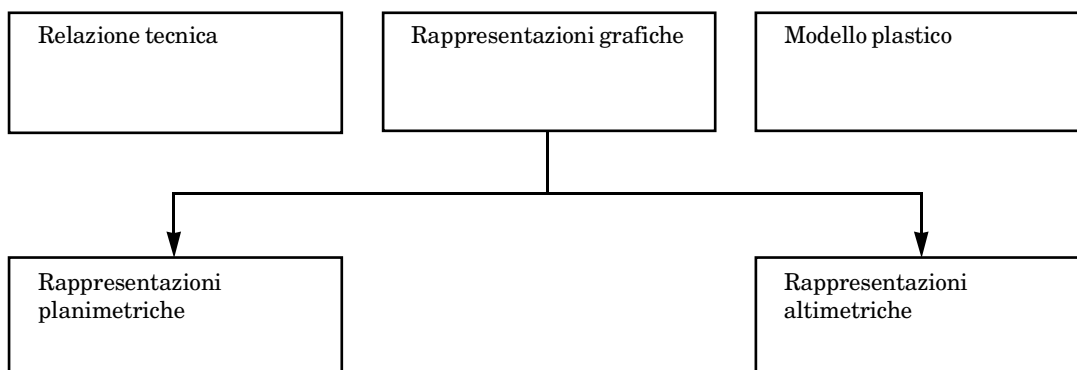 Relazione tecnica
Rappresentazioni grafiche
Modello plastico
Rappresentazioni
planimetriche
Rappresentazioni
altimetriche